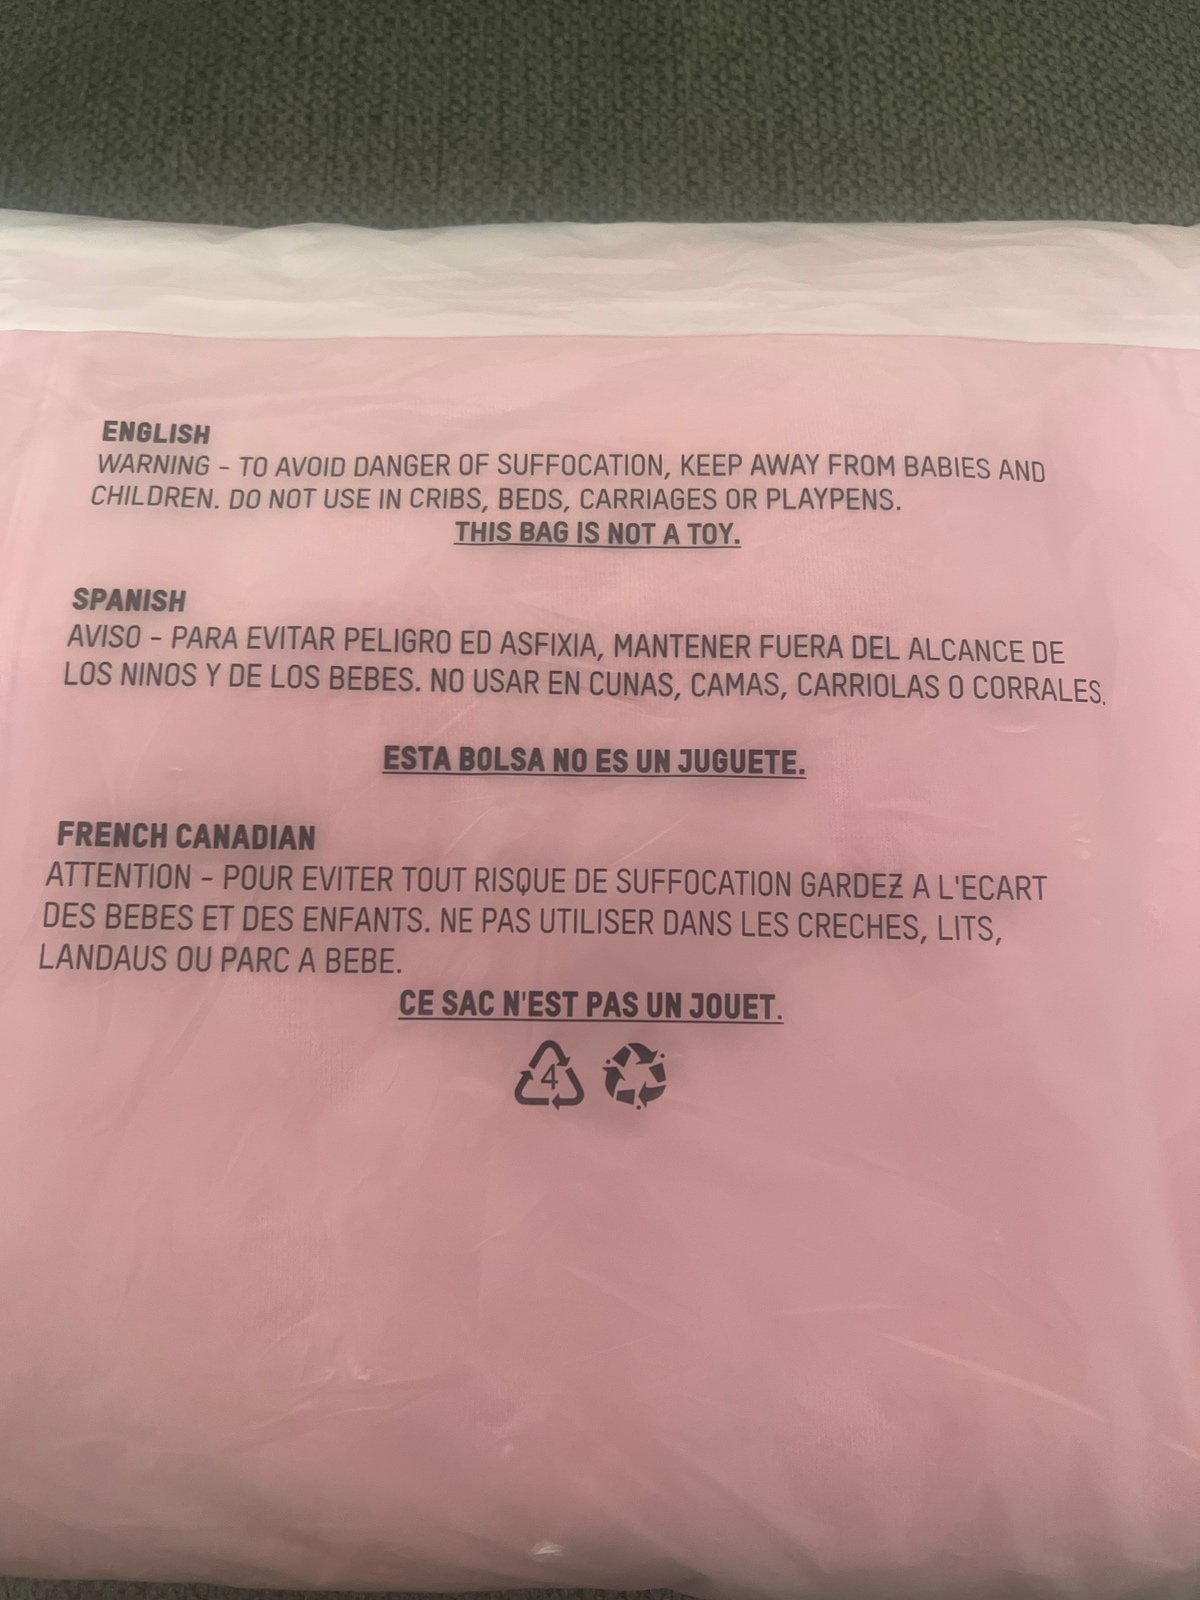 ENGLISH
WARNING - TO AVOID DANGER OF SUFFOCATION, KEEP AWAY FROM BABIES AND
CHILDREN. DO NOT USE IN CRIBS, BEDS, CARRIAGES OR PLAYPENS.
THIS BAG IS NOT A TOY.
SPANISH
AVISO - PARA EVITAR PELIGRO ED ASFIXIA, MANTENER FUERA DEL ALCANCE DE
LOS NINOS Y DE LOS BEBES. NO USAR EN CUNAS, CAMAS, CARRIOLAS O CORRALES.
ESTA BOLSA NO ES UN JUGUETE.
FRENCH CANADIAN
ATTENTION - POUR EVITER TOUT RISQUE DE SUFFOCATION GARDEZ A L'ECART
DES BEBES ET DES ENFANTS. NE PAS UTILISER DANS LES CRECHES, LITS,
LANDAUS OU PARC A BEBE.
CE SAC N'EST PAS UN JOUET.
4